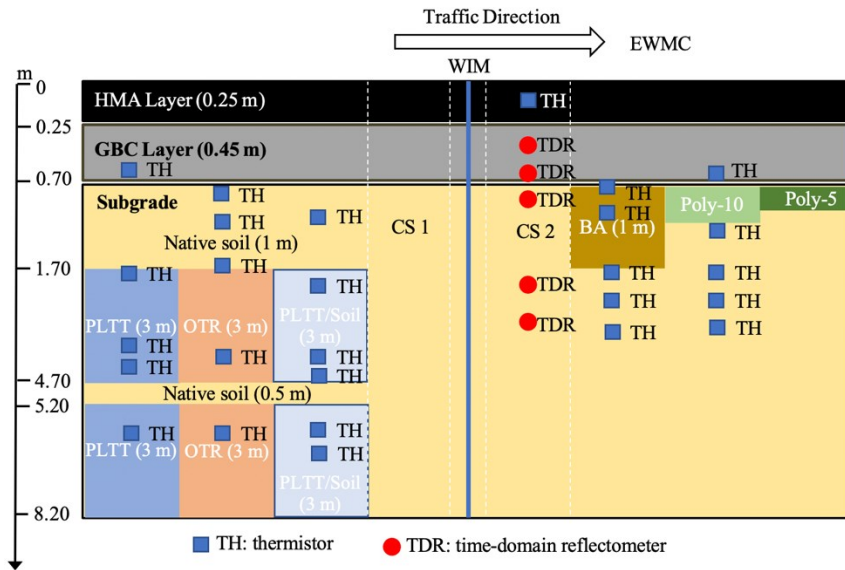 Traffic Direction
EWMC
WIM
m
0
HMA Layer (0.25 m)
TH
0.25
GBC Layer (0.45 m)
TDR
TH
TDR
TH
0.70
Subgrade
TH
TH
TH
TDR
TH
TH
BA (1 m)
Poly-10
Poly-5
CS 1
CS 2
TH
Native soil (1 m)
1.70
TH
TH
TH
TH
TH
TDR
TH
TH
PLTT (3 m)
OTR (3 m)
PLTT/Soil
(3 m)
TDR
TH
TH
TH
TH
TH
TH
TH
4.70
Native soil (0.5 m)
5.20
TH
TH
TH
PLTT (3 m)
OTR (3 m)
TH
PLTT/Soil
(3 m)
8.20
TH: thermistor
TDR: time-domain reflectometer